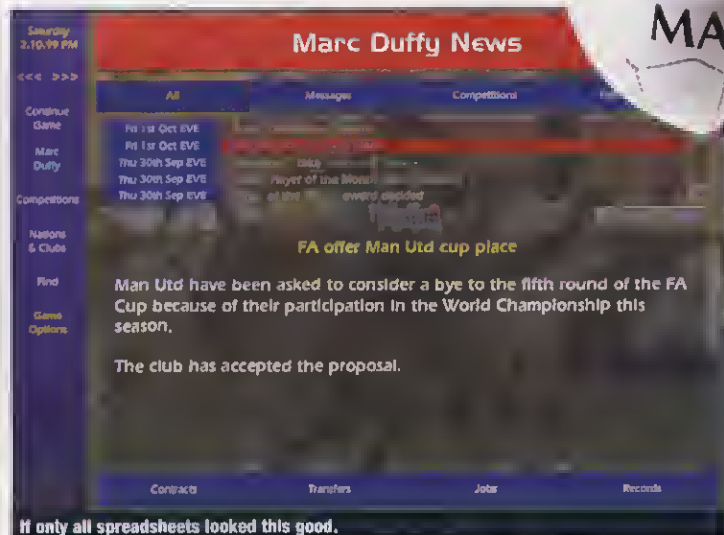 Saturday
2.10.99 PM
<<< >>>
Continue
Game
Marc
Duffy
Competitions
Nations
& Clubs
Find
Game
Options
Marc Duffy News
MA
All
Messages
Competitions
Fri 1st Oct EVE
Fri 1st Oct EVE
Thu 30th Sep EVE
Thu 30th Sep EVE
Player of the Month
Thu 30th Sep EVE
of the award decided
FA offer Man Utd cup place
Man Utd have been asked to consider a bye to the fifth round of the FA
Cup because of their participation in the World Championship this
season.
The club has accepted the proposal.
Contracts
Transfers
Jobs
Records
If only all spreadsheets looked this good.